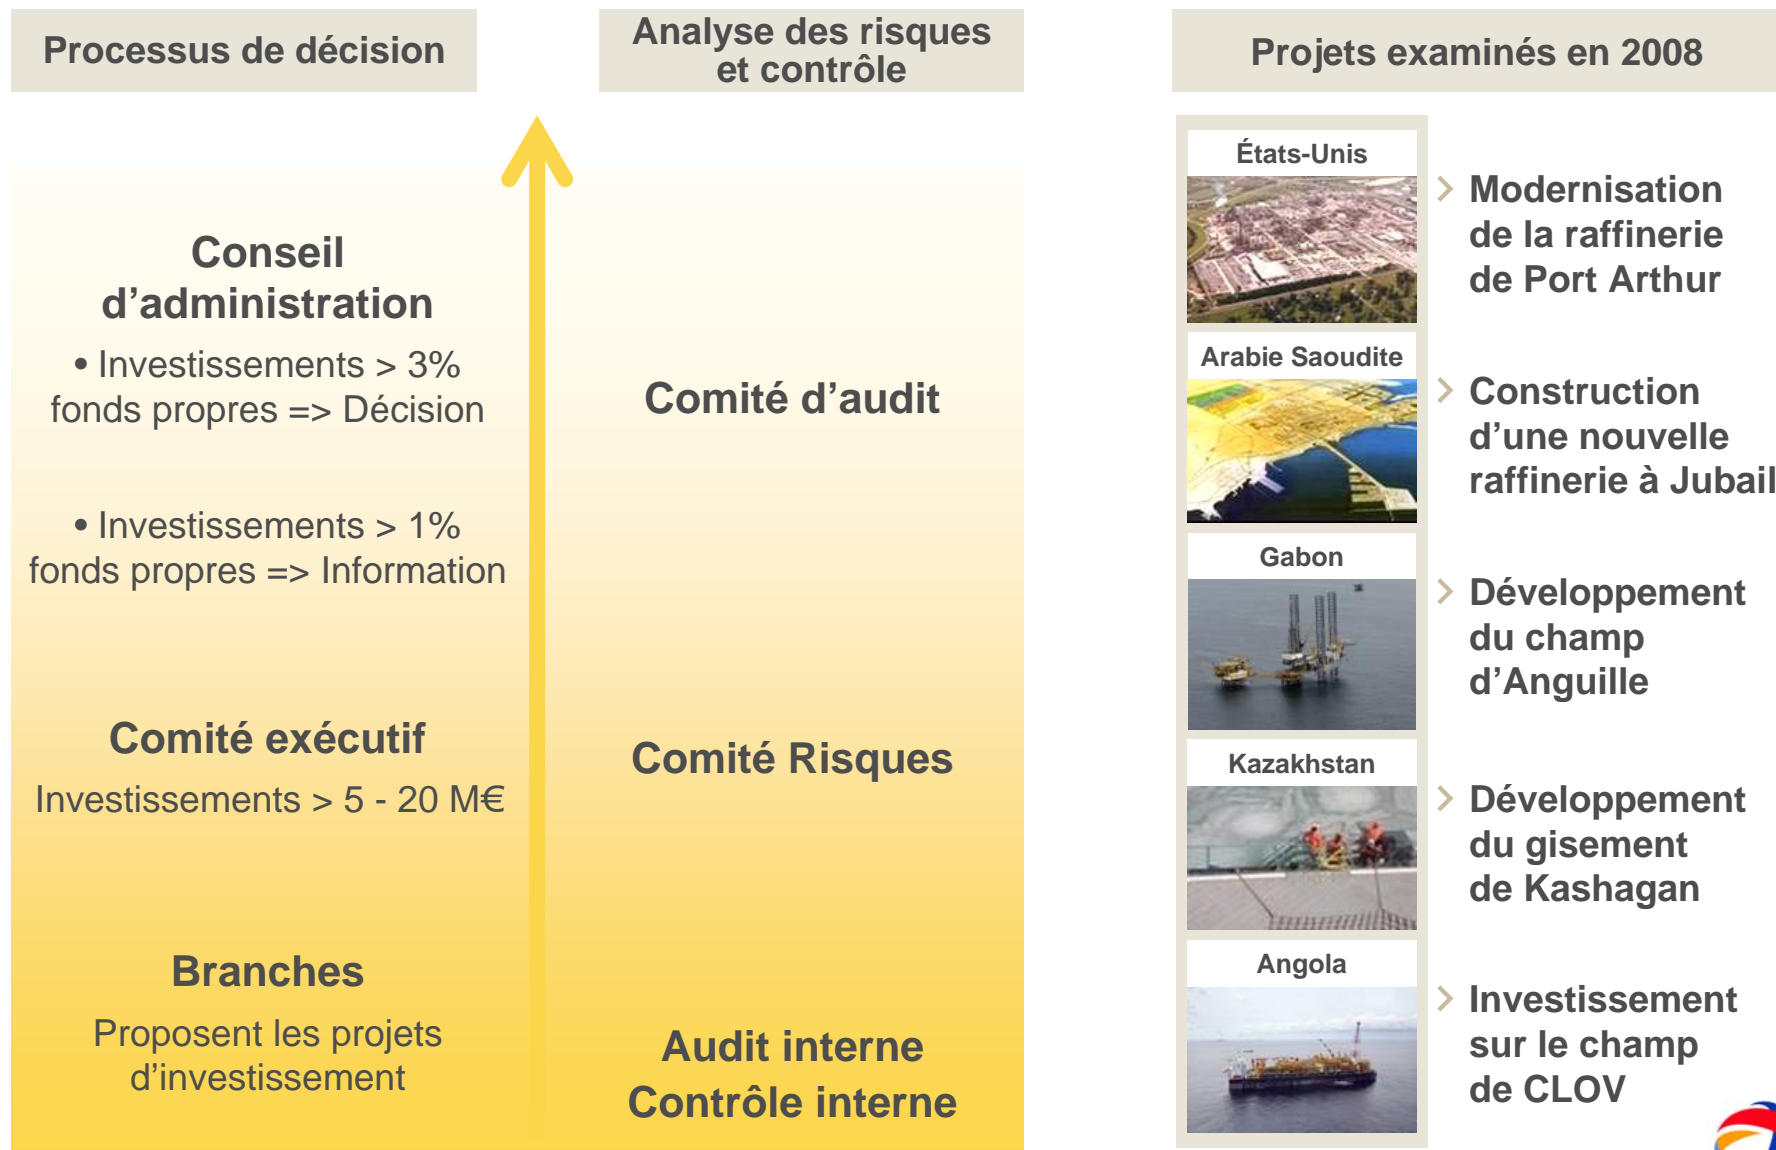 Processus de décision
Analyse des risques
et contrôle
Projets examinés en 2008
Conseil
d’administration
• Investissements > 3%
fonds propres => Décision
• Investissements > 1%
fonds propres => Information
Comité exécutif
Investissements > 5 - 20 M€
Branches
Proposent les projets
d’investissement
Comité d’audit
Comité Risques
Audit interne
Contrôle interne
États-Unis
Modernisation
de la raffinerie
de Port Arthur
Arabie Saoudite
Construction
d’une nouvelle
raffinerie à Jubail
Gabon
Développement
du champ
d’Anguille
Kazakhstan
Développement
du gisement
de Kashagan
Angola
Investissement
sur le champ
de CLOV